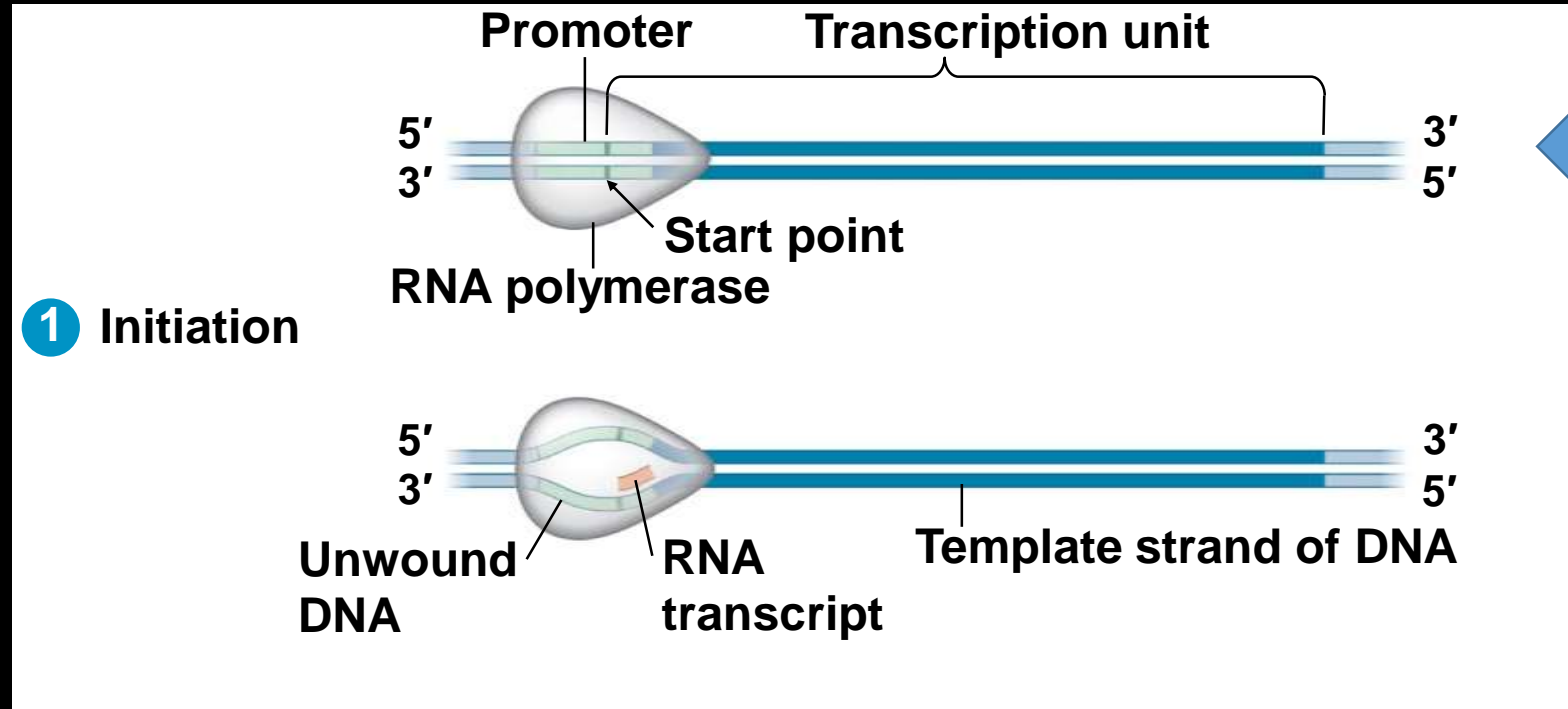 Promoter
Transcription unit
5′
3′
3′
5′
Start point
RNA polymerase
1 Initiation
5′
3′
3′
5′
Unwound
DNA
RNA
transcript
Template strand of DNA